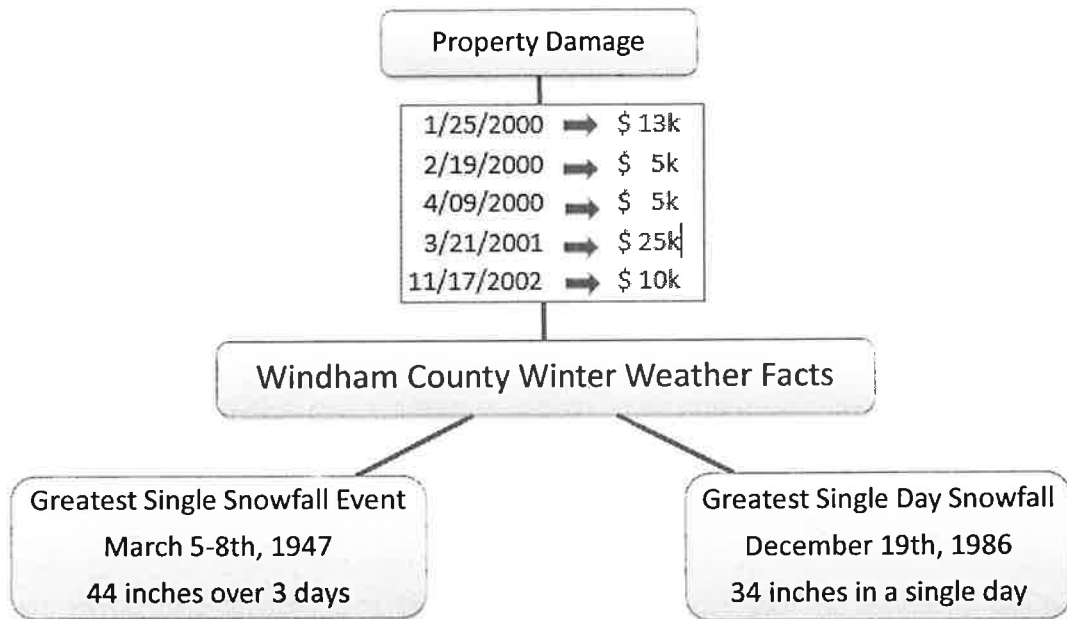 Property Damage
1/25/2000 ➡ $ 13k
2/19/2000 ➡ $ 5k
4/09/2000 ➡ $ 5k
3/21/2001 ➡ $ 25k
11/17/2002 ➡ $ 10k
Windham County Winter Weather Facts
Greatest Single Snowfall Event
March 5-8th, 1947
44 inches over 3 days
Greatest Single Day Snowfall
December 19th, 1986
34 inches in a single day